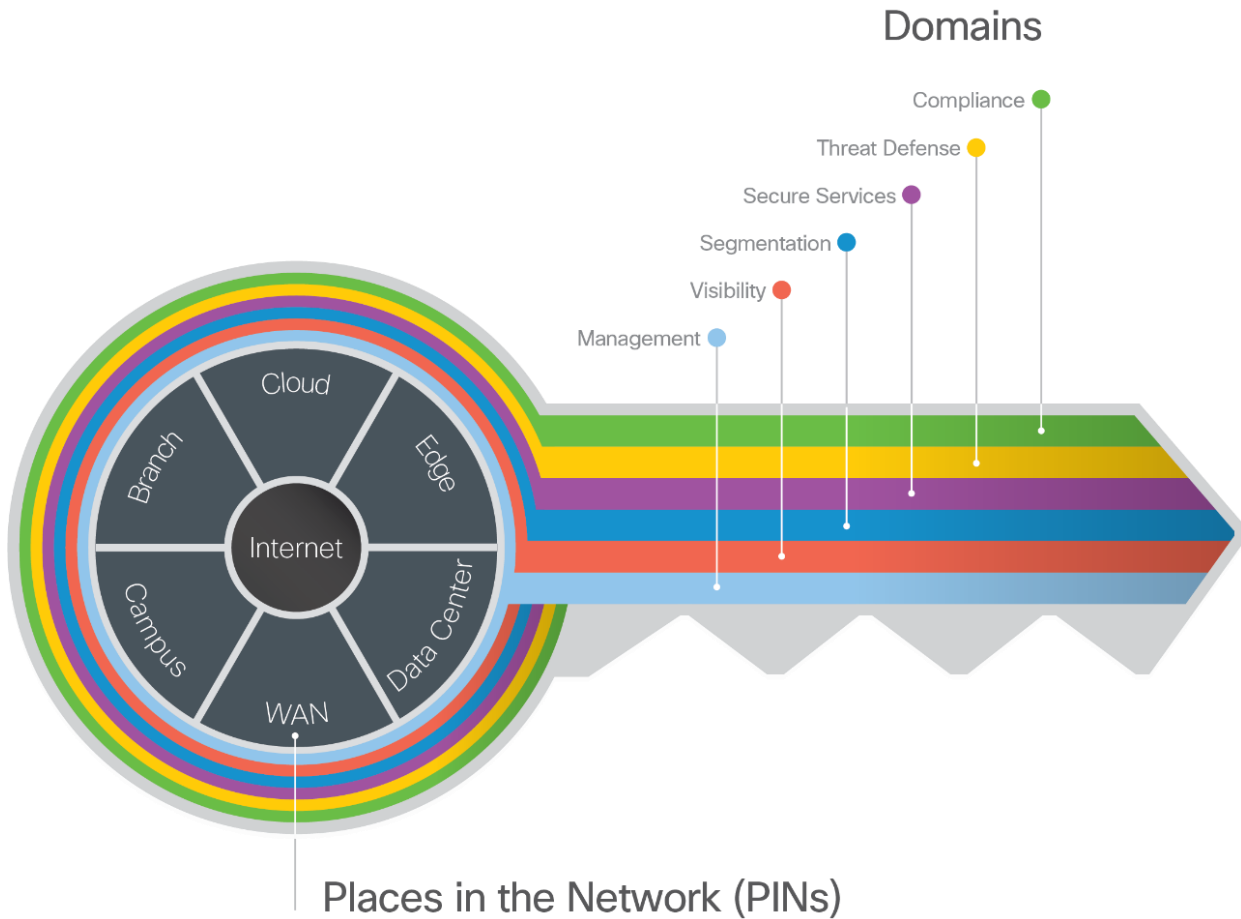 Domains
Compliance
Threat Defense
Secure Services
Segmentation
Visibility
Management
Cloud
Edge
Branch
Internet
Campus
Data Center
WAN
Places in the Network (PINs)